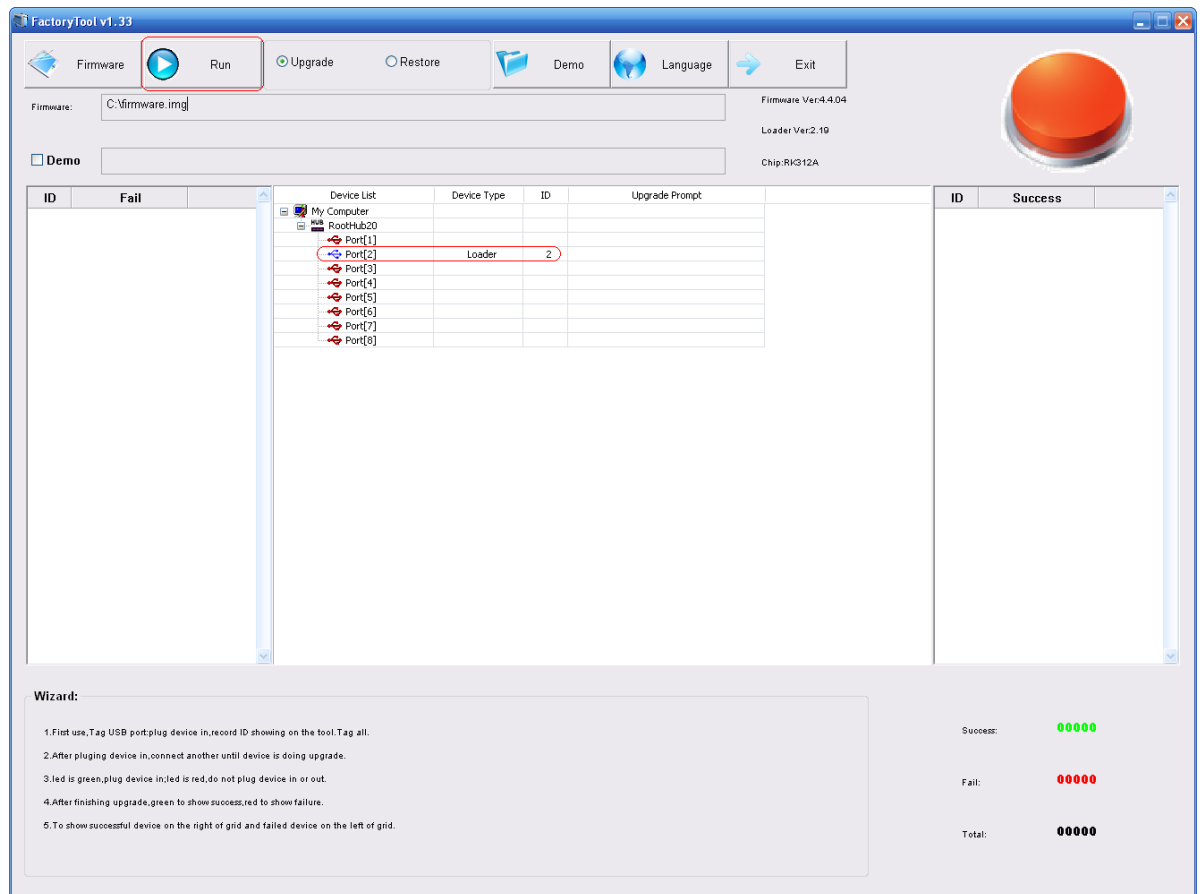 FactoryTool v1.33
Firmware Run Upgrade Restore Demo Language Exit
Firmware: C:\firmware.img Firmware Ver:4.4.04
Loader Ver:2.19
Demo Chip:RK312A
ID Fail
Device List Device Type ID Upgrade Prompt
ID Success
My Computer
HUB RootHub20
Port[1]
Port[2] Loader 2
Port[3]
Port[4]
Port[5]
Port[6]
Port[7]
Port[8]
Wizard:
1.First use,Tag USB port:plug device in,record ID showing on the tool.Tag all.
2.After pluging device in,connect another until device is doing upgrade.
3.led is green,plug device in;led is red,do not plug device in or out.
4.After finishing upgrade,green to show success,red to show failure.
5.To show successful device on the right of grid and failed device on the left of grid.
Success: 00000
Fail: 00000
Total: 00000